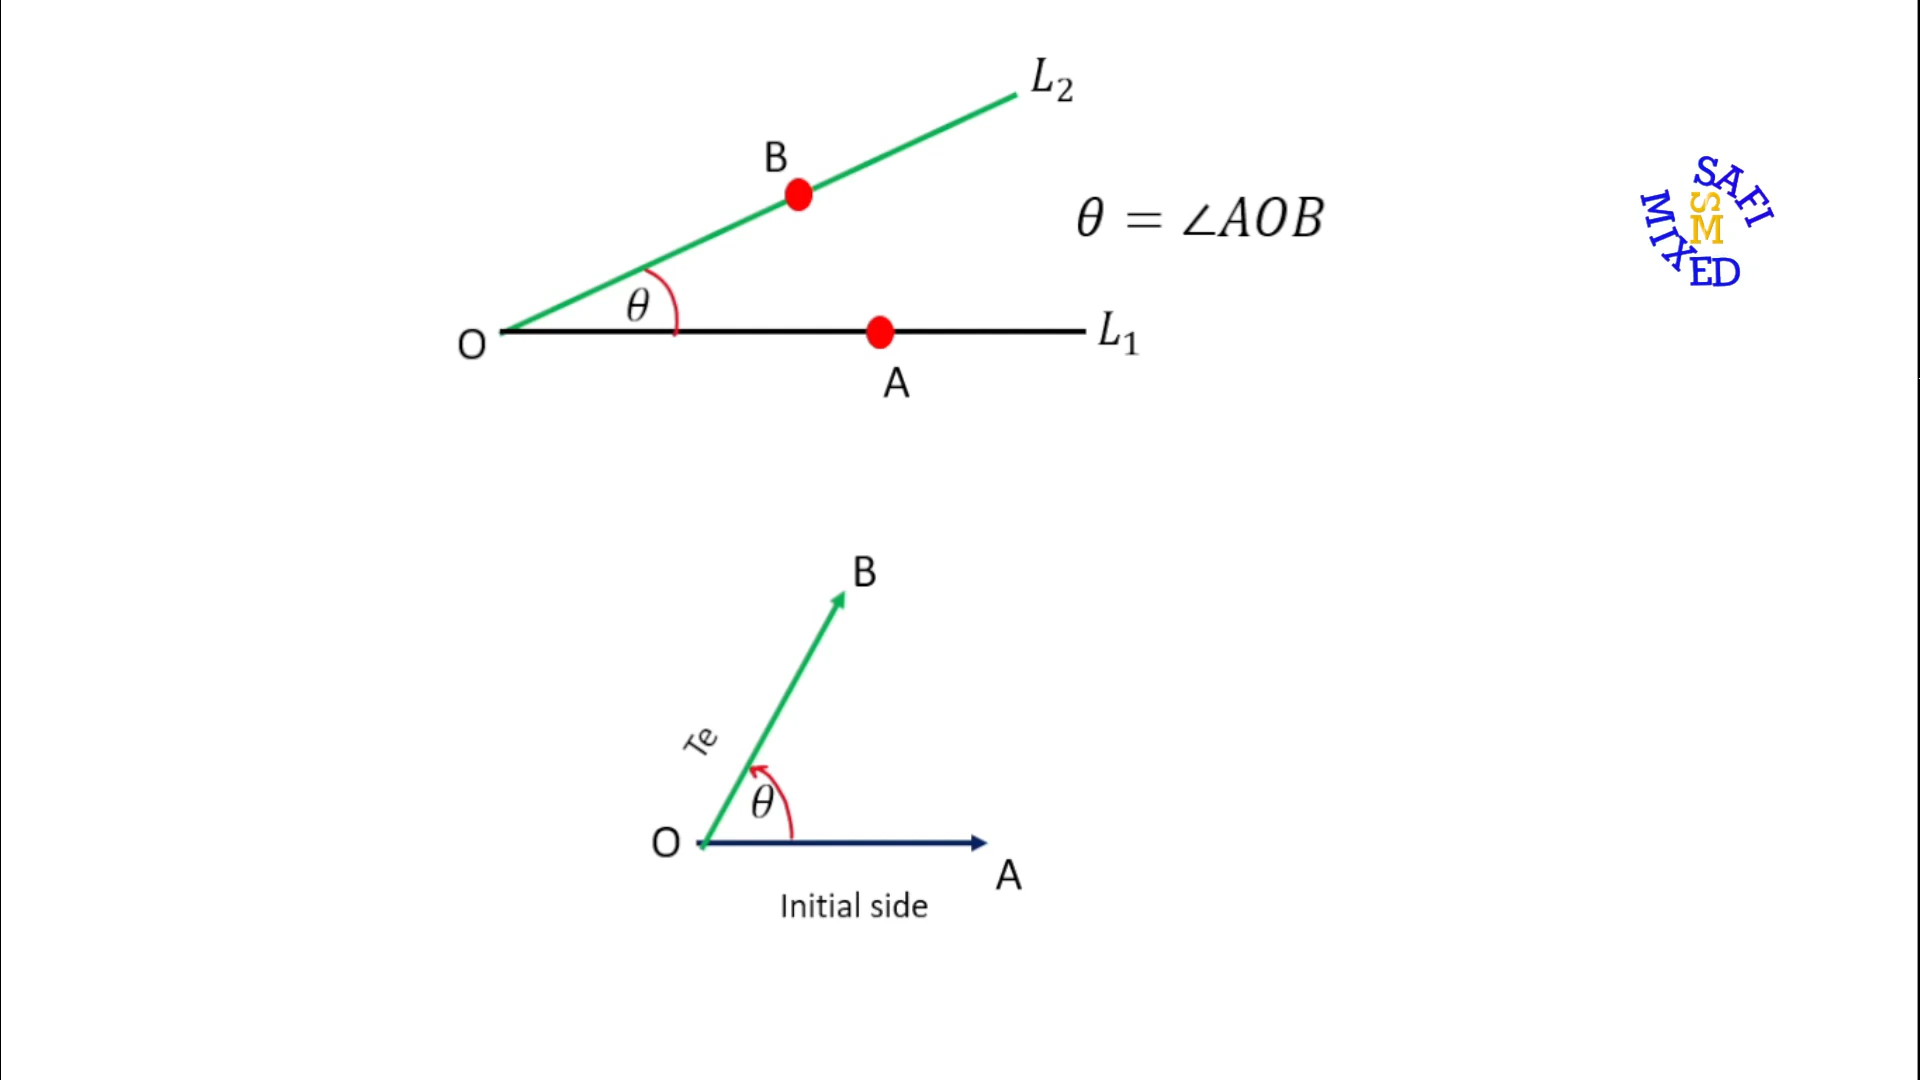 L₂
B
θ = ∠AOB
θ
O
L₁
A
SAFI
SM
MIXED
B
Te
θ
O
A
Initial side